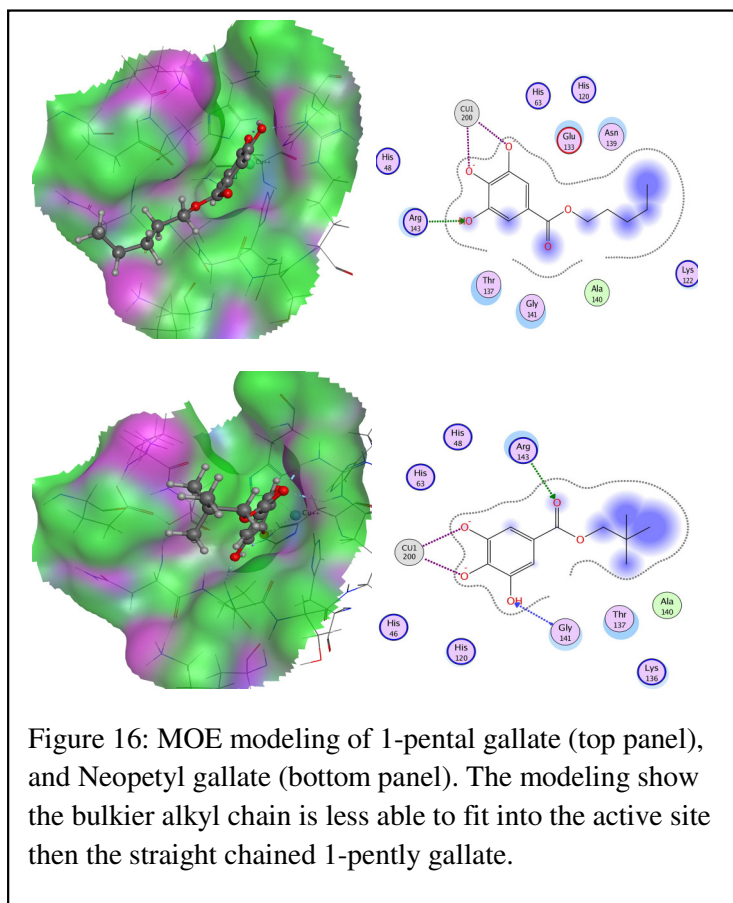 Cu++
CU1
200
His
63
His
120
Glu
133
Asn
139
His
48
O
O-
O
O
O
Arg
143
Thr
137
Gly
141
Ala
140
Lys
122
Cu++
His
48
Arg
143
His
63
O
O
O
CU1
200
O-
OH
Gly
141
Thr
137
Ala
140
His
46
His
120
Lys
136
Figure 16: MOE modeling of 1-pental gallate (top panel),
and Neopetyl gallate (bottom panel). The modeling show
the bulkier alkyl chain is less able to fit into the active site
then the straight chained 1-pently gallate.